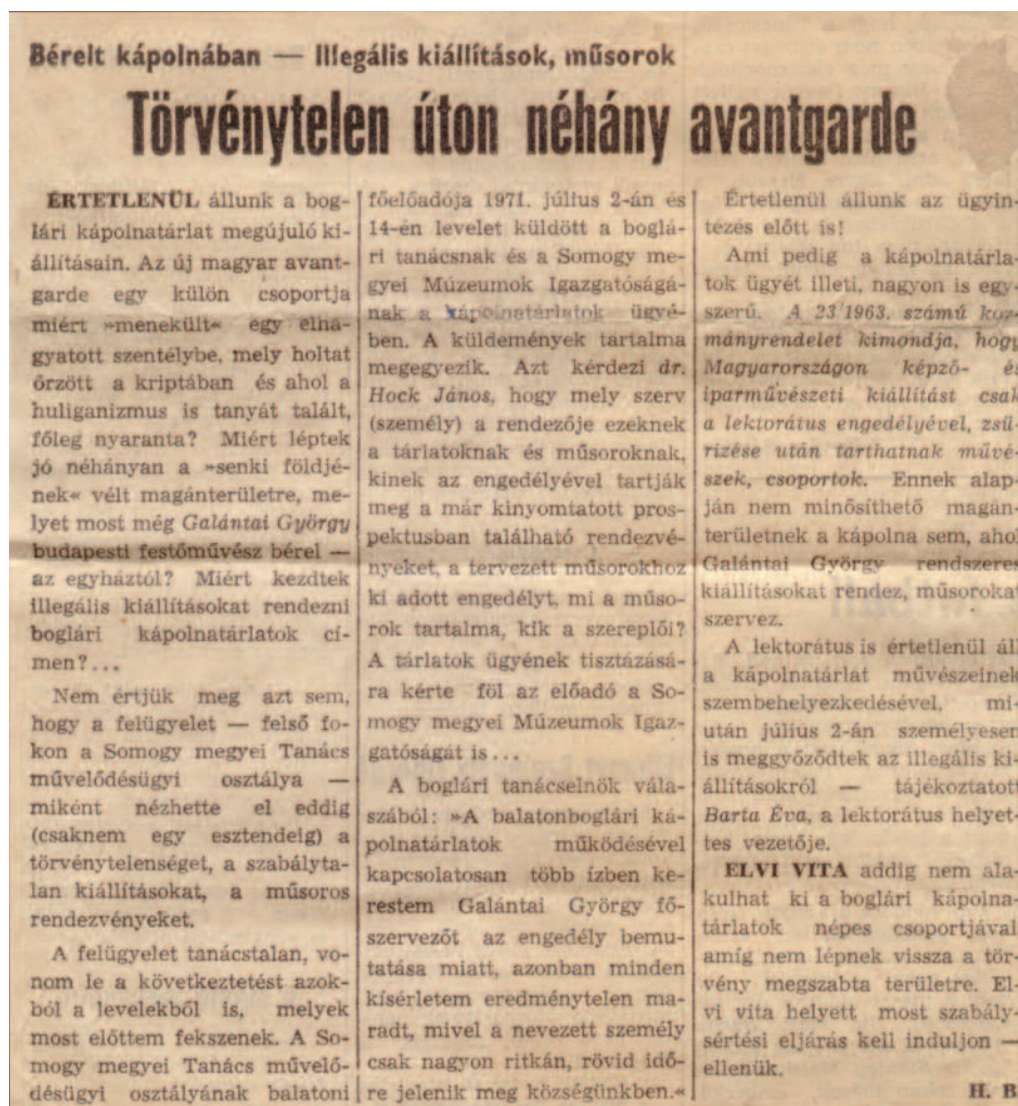 Bérelt kápolnában — Illegális kiállítások, műsorok
Törvénytelen úton néhány avantgarde
ÉRTETLENÜL állunk a bog-
lári kápolnatárlat megújuló ki-
állításain. Az új magyar avant-
garde egy külön csoportja
miért »menekült« egy elha-
gyatott szentélybe, mely holtat
őrzött a kriptában és ahol a
huliganizmus is tanyát talált,
főleg nyaranta? Miért léptek
jó néhányan a »senki földjé-
nek« vélt magánterületre, me-
lyet most még Galántai György
budapesti festőművész bérel —
az egyháztól? Miért kezdtek
illegális kiállításokat rendezni
boglári kápolnatárlatok cí-
men?...
Nem értjük meg azt sem,
hogy a felügyelet — felső fo-
kon a Somogy megyei Tanács
művelődésügyi osztálya —
miként nézhette el eddig
(csaknem egy esztendeig) a
törvénytelenséget, a szabályta-
lan kiállításokat, a műsoros
rendezvényeket.
A felügyelet tanácstalan, vo-
nom le a következtetést azok-
ból a levelekből is, melyek
most előttem fekszenek. A So-
mogy megyei Tanács művelő-
désügyi osztályának balatoni
főelőadója 1971. július 2-án és
14-én levelet küldött a boglá-
ri tanácsnak és a Somogy me-
gyei Múzeumok Igazgatóságá-
nak a kápolnatárlatok ügyé-
ben. A küldemények tartalma
megegyezik. Azt kérdezi dr.
Hock János, hogy mely szerv
(személy) a rendezője ezeknek
a tárlatoknak és műsoroknak,
kinek az engedélyével tartják
meg a már kinyomtatott pros-
pektusban található rendezvé-
nyeket, a tervezett műsorokhoz
ki adott engedélyt, mi a műso-
rok tartalma, kik a szereplői?
A tárlatok ügyének tisztázásá-
ra kérte föl az előadó a So-
mogy megyei Múzeumok Igaz-
gatóságát is...
A boglári tanácselnök vála-
szából: »A balatonboglári ká-
polnatárlatok működésével
kapcsolatosan több ízben ke-
restem Galántai György fő-
szervezőt az engedély bemu-
tatása miatt, azonban minden
kísérletem eredménytelen ma-
radt, mivel a nevezett személy
csak nagyon ritkán, rövid idő-
re jelenik meg községünkben.«
Értetlenül állunk az ügyin-
tézés előtt is!
Ami pedig a kápolnatárla-
tok ügyét illeti, nagyon is egy-
szerű. A 23/1963. számú kor-
mányrendelet kimondja, hogy
Magyarországon képző- és
iparművészeti kiállítást csak
a lektorátus engedélyével, zsű-
rizése után tarthatnak művé-
szek, csoportok. Ennek alap-
ján nem minősíthető magán-
területnek a kápolna sem, ahol
Galántai György rendszeres
kiállításokat rendez, műsorokat
szervez.
A lektorátus is értetlenül áll
a kápolnatárlat művészeinek
szembehelyezkedésével, mi-
után július 2-án személyesen
is meggyőződtek az illegális ki-
állításokról — tájékoztatott
Barta Éva, a lektorátus helyet-
tes vezetője.
ELVI VITA addig nem ala-
kulhat ki a boglári kápolna-
tárlatok népes csoportjával
amíg nem lépnek vissza a tör-
vény megszabta területre. El-
vi vita helyett most szabály-
sértési eljárás kell induljon —
ellenük.
H. B